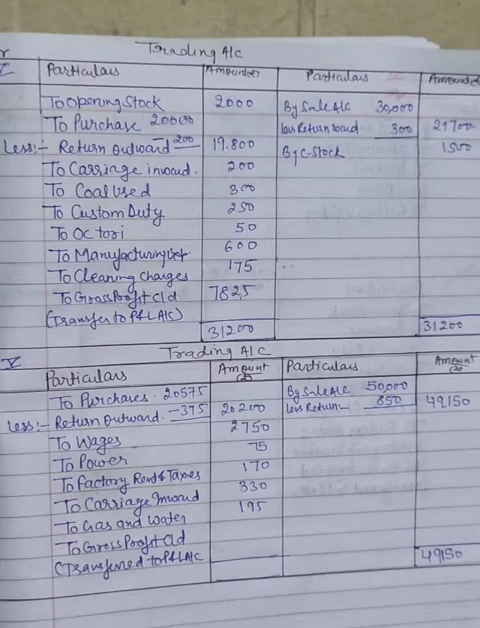 Trading A/c
I
Particulars Amount Particulars Amount
To Opening Stock 2000 By Sale A/c 30,000
To Purchase 20000 less Return inward 300 29700
Less:- Return outward -200 19.800 By C-Stock 1500
To Carriage inward. 200
To Coal used 300
To Custom Duty 250
To Octori 50
To Manufacturing 600
To Cleaning Charges 175
To Gross Profit C/d 7825
(Transfer to P&L A/C)
31200 31200
V Trading A/C
Particulars Amount Particulars Amount
To Purchases. 20575 By Sale A/c 50,000
Less:- Return Outward. -375 20200 Less Return 850 49150
To Wages 2750
To Power 75
To Factory Rent & Taxes 170
To Carriage Inward 330
To Gas and Water 195
To Gross Profit C/d
(Transferred to P&L A/C 49150